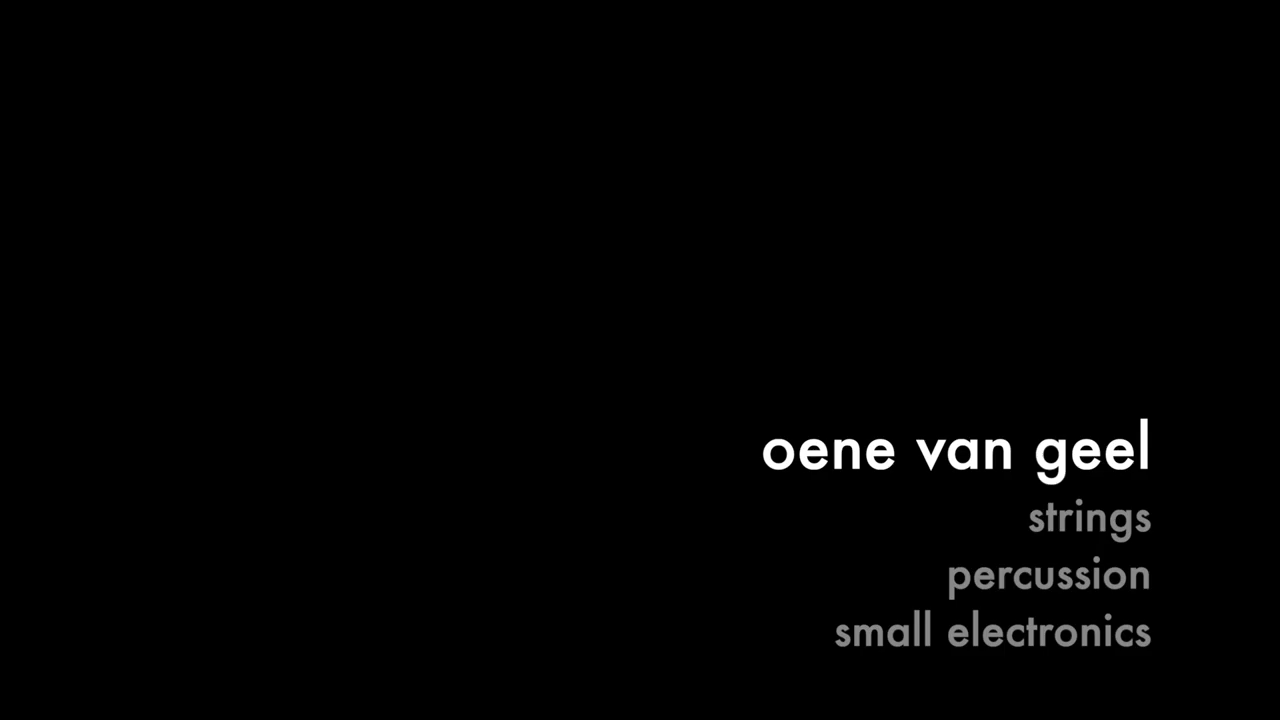 oene van geel
strings
percussion
small electronics